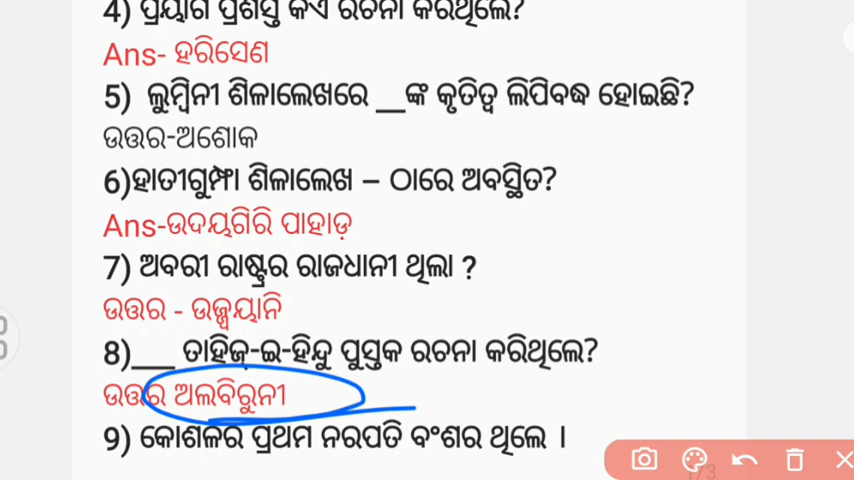 4) ପ୍ରୟାଗ ପ୍ରଶସ୍ତି କିଏ ରଚନା କରିଥିଲେ?
Ans- ହରିସେଣ
5) ଲୁମ୍ବିନୀ ଶିଳାଲେଖରେ __ଙ୍କ କୃତିତ୍ୱ ଲିପିବଦ୍ଧ ହୋଇଛି?
ଉତ୍ତର-ଅଶୋକ
6)ହାତୀଗୁମ୍ଫା ଶିଳାଲେଖ – ଠାରେ ଅବସ୍ଥିତ?
Ans-ଉଦୟଗିରି ପାହାଡ଼
7) ଅବରୀ ରାଷ୍ଟ୍ରର ରାଜଧାନୀ ଥିଲା ?
ଉତ୍ତର - ଉଜ୍ଜୟାନି
8)___ ତାହିଜ୍-ଇ-ହିନ୍ଦୁ ପୁସ୍ତକ ରଚନା କରିଥିଲେ?
ଉତ୍ତର ଅଲବିରୁନୀ
9) କୋଶଳର ପ୍ରଥମ ନରପତି ବଂଶର ଥିଲେ ।